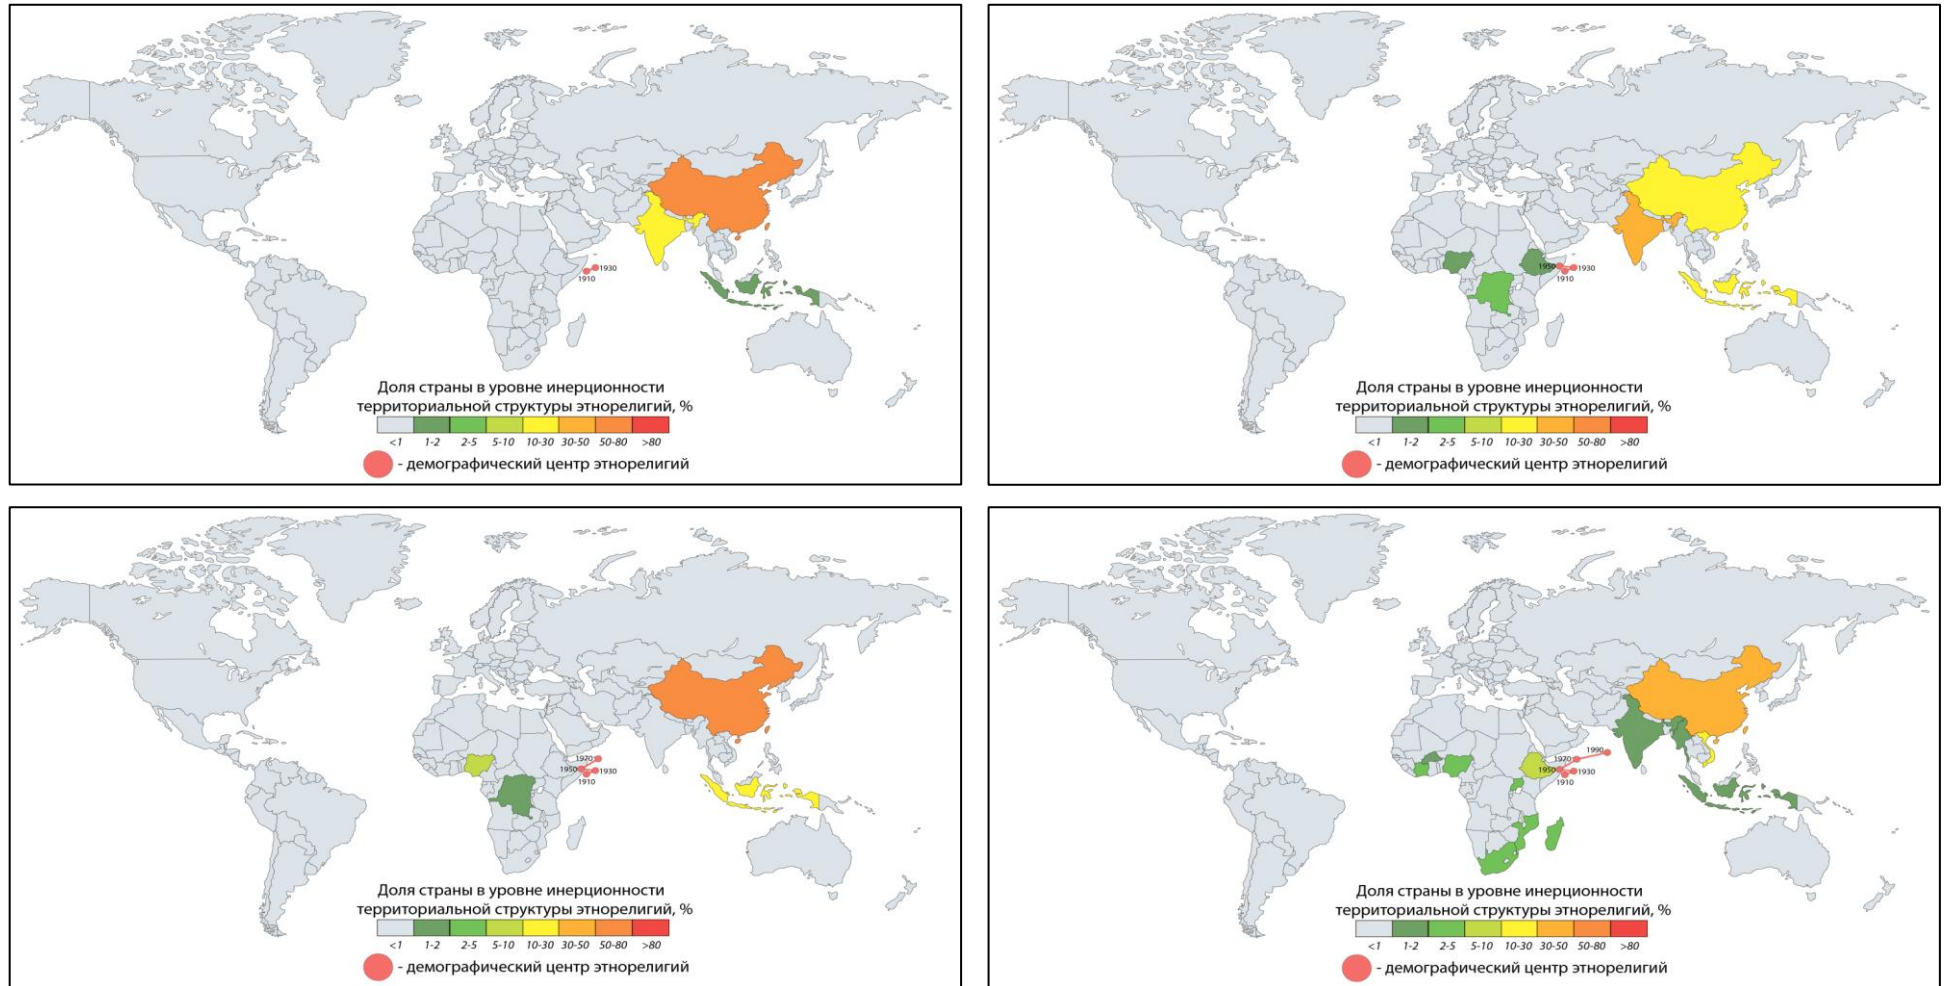 1930
1910
Доля страны в уровне инерционности
территориальной структуры этнорелигий, %
<1 1-2 2-5 5-10 10-30 30-50 50-80 >80
- демографический центр этнорелигий
1950
1930
1910
Доля страны в уровне инерционности
территориальной структуры этнорелигий, %
<1 1-2 2-5 5-10 10-30 30-50 50-80 >80
- демографический центр этнорелигий
1970
1950
1930
1910
Доля страны в уровне инерционности
территориальной структуры этнорелигий, %
<1 1-2 2-5 5-10 10-30 30-50 50-80 >80
- демографический центр этнорелигий
1990
1970
1950
1930
1910
Доля страны в уровне инерционности
территориальной структуры этнорелигий, %
<1 1-2 2-5 5-10 10-30 30-50 50-80 >80
- демографический центр этнорелигий